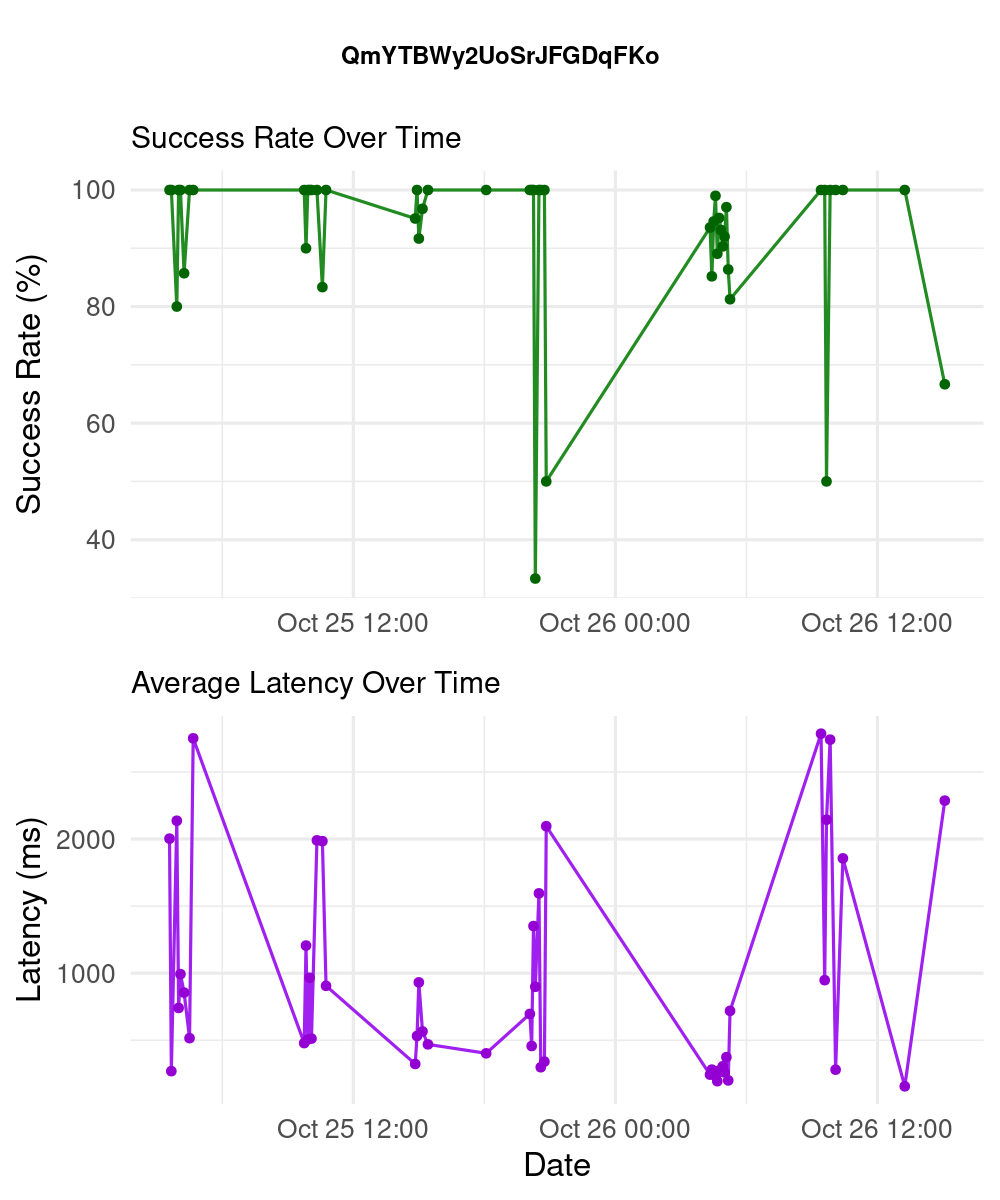 QmYTBWy2UoSrJFGDqFKo
Success Rate Over Time
Success Rate (%)
100
80
60
40
Oct 25 12:00 Oct 26 00:00 Oct 26 12:00
Average Latency Over Time
Latency (ms)
2000
1000
Oct 25 12:00 Oct 26 00:00 Oct 26 12:00
Date